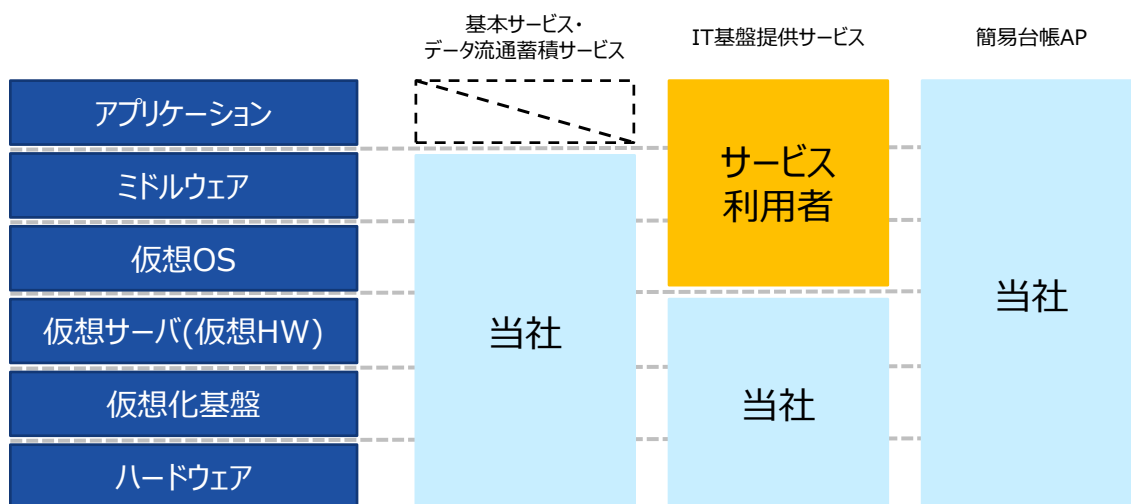 基本サービス・
データ流通蓄積サービス
IT基盤提供サービス
簡易台帳AP
アプリケーション
ミドルウェア
仮想OS
仮想サーバ(仮想HW)
仮想化基盤
ハードウェア
当社
サービス
利用者
当社
当社